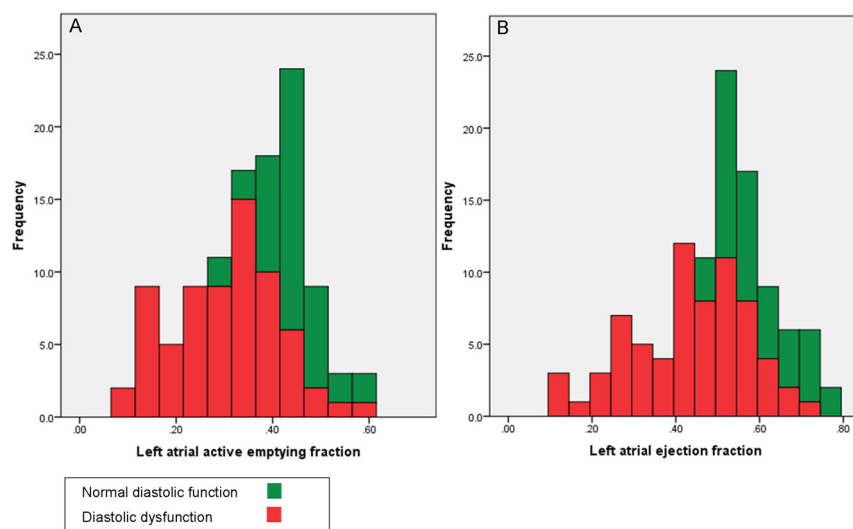 A
Frequency
25.0
20.0
15.0
10.0
5.0
0.0
.00 .20 .40 .60
Left atrial active emptying fraction
B
Frequency
25.0
20.0
15.0
10.0
5.0
0.0
.00 .20 .40 .60 .80
Left atrial ejection fraction
Normal diastolic function
Diastolic dysfunction